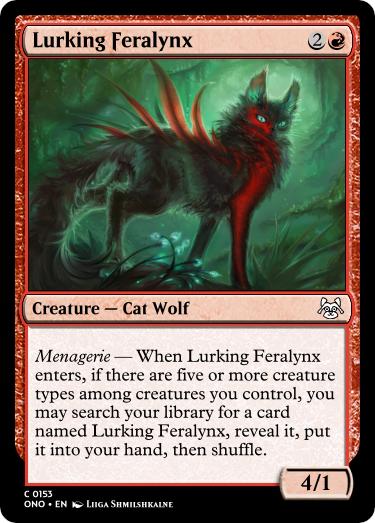 Lurking Feralynx 2
Creature — Cat Wolf
Menagerie — When Lurking Feralynx
enters, if there are five or more creature
types among creatures you control, you
may search your library for a card
named Lurking Feralynx, reveal it, put
it into your hand, then shuffle.
4/1
C 0153
ONO • EN Liiga Smilshkalne